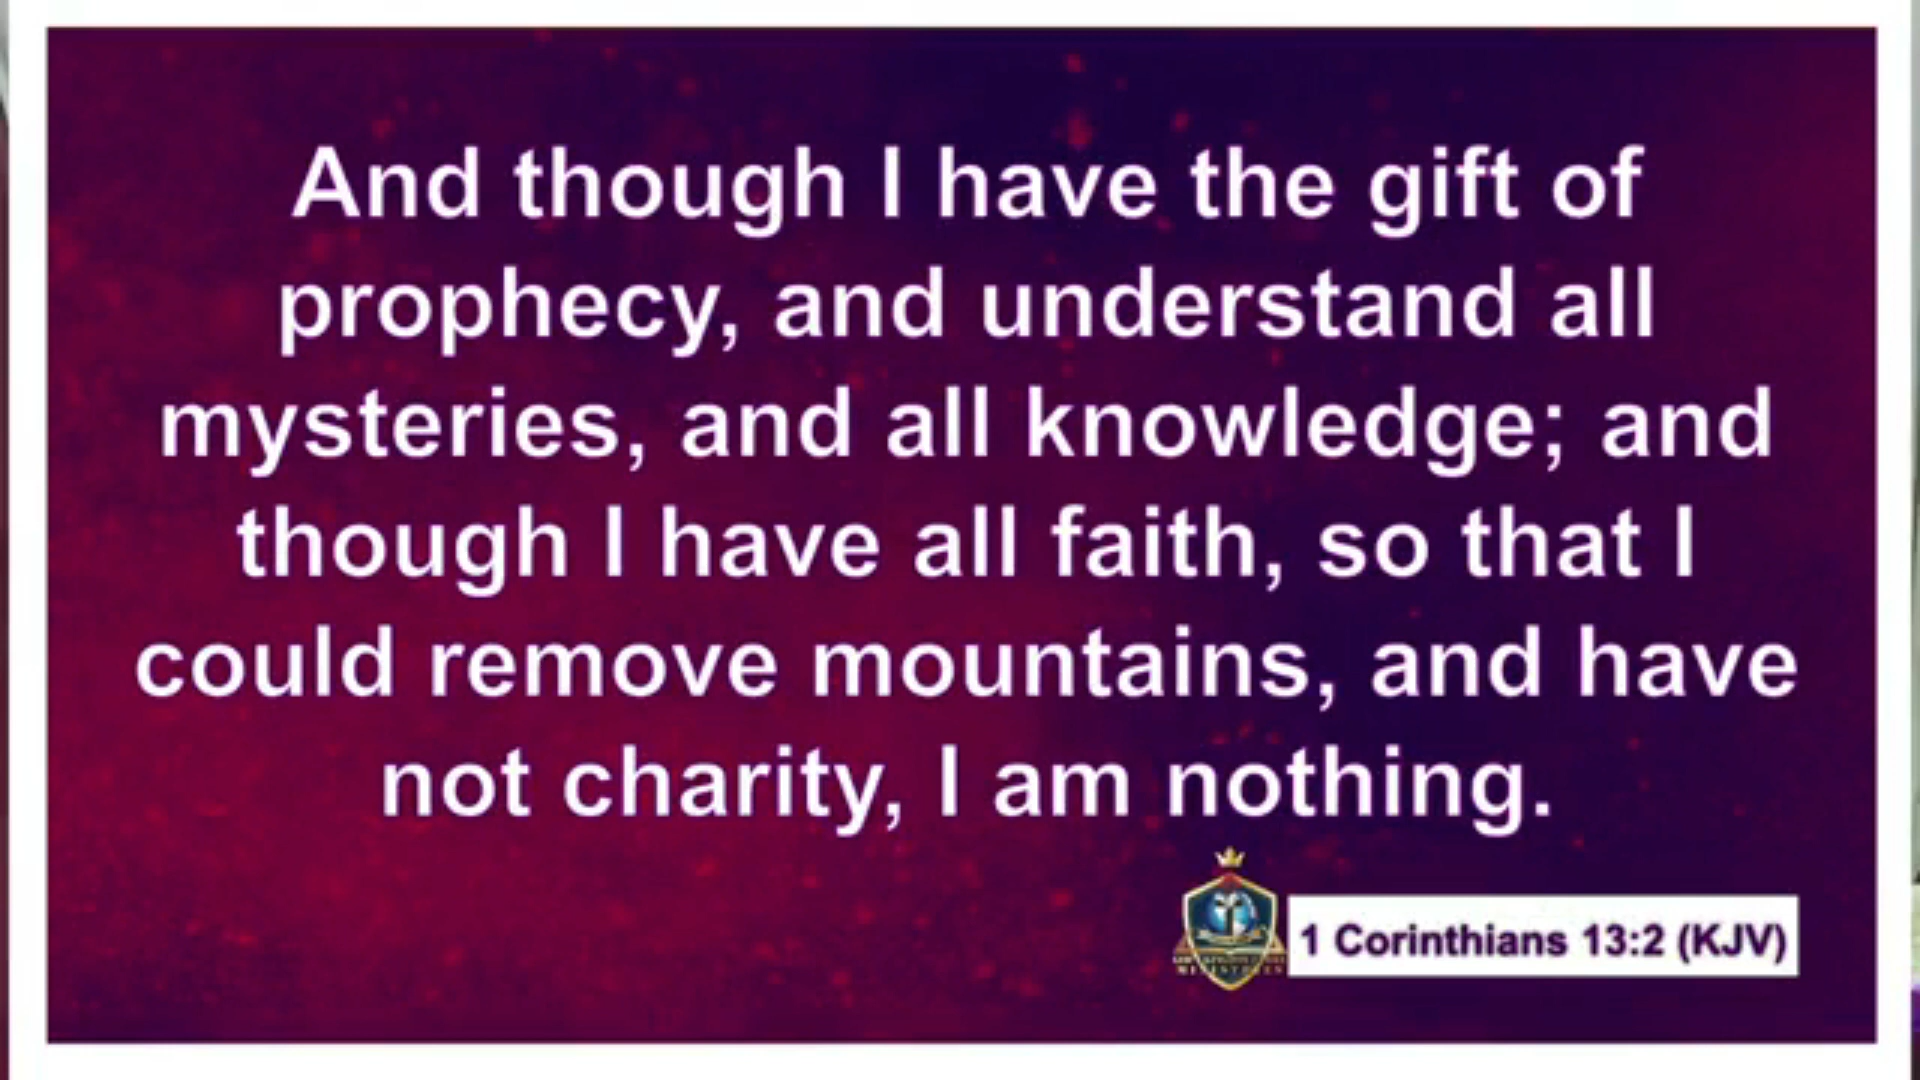 And though I have the gift of
prophecy, and understand all
mysteries, and all knowledge; and
though I have all faith, so that I
could remove mountains, and have
not charity, I am nothing.
1 Corinthians 13:2 (KJV)
MINISTRIES